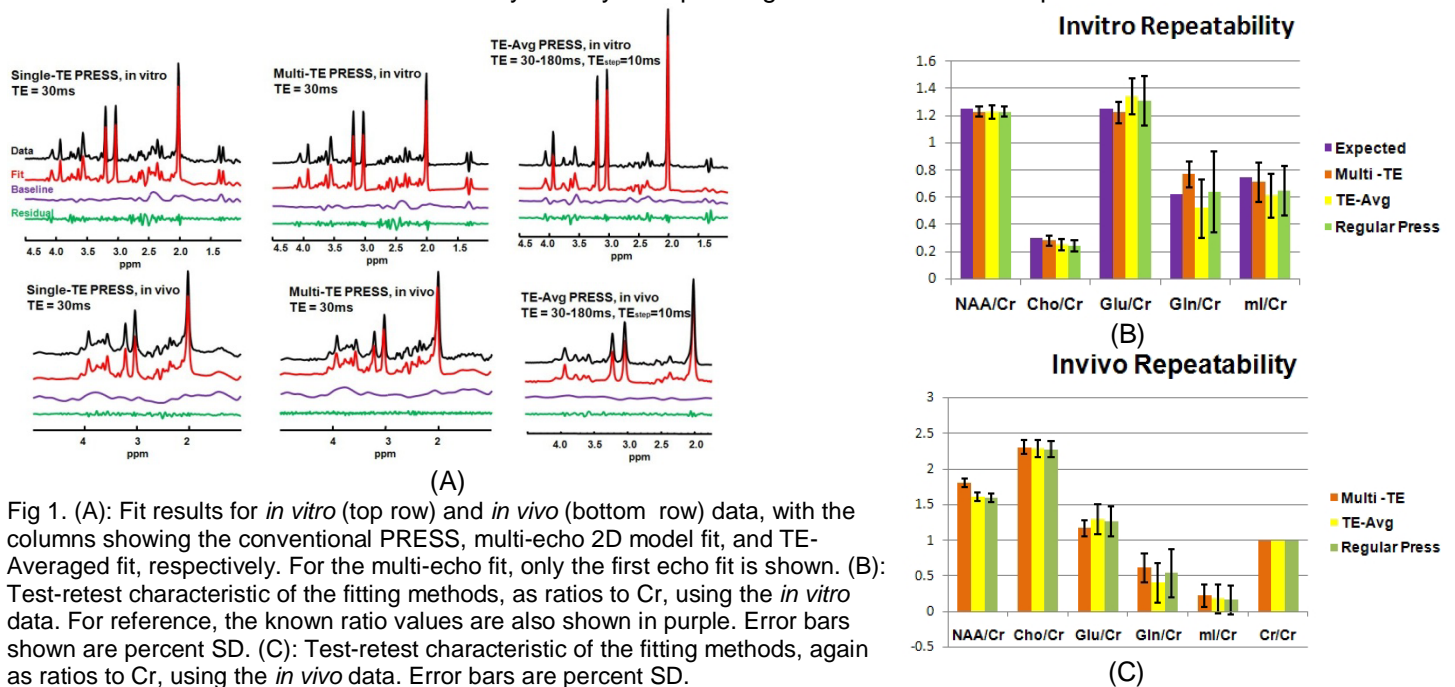 Single-TE PRESS, in vitro
TE = 30ms
Data
Fit
Baseline
Residual
4.5 4.0 3.5 3.0 2.5 2.0 1.5
ppm
Multi-TE PRESS, in vitro
TE = 30ms
4.5 4.0 3.5 3.0 2.5 2.0 1.5
ppm
TE-Avg PRESS, in vitro
TE = 30-180ms, TEstep=10ms
4.5 4.0 3.5 3.0 2.5 2.0 1.5
ppm
Single-TE PRESS, in vivo
TE = 30ms
4 3 2
ppm
Multi-TE PRESS, in vivo
TE = 30ms
4 3 2
ppm
TE-Avg PRESS, in vivo
TE = 30-180ms, TEstep=10ms
4.5 4.0 3.5 3.0 2.5 2.0
ppm
(A)
Fig 1. (A): Fit results for in vitro (top row) and in vivo (bottom row) data, with the
columns showing the conventional PRESS, multi-echo 2D model fit, and TE-
Averaged fit, respectively. For the multi-echo fit, only the first echo fit is shown. (B):
Test-retest characteristic of the fitting methods, as ratios to Cr, using the in vitro
data. For reference, the known ratio values are also shown in purple. Error bars
shown are percent SD. (C): Test-retest characteristic of the fitting methods, again
as ratios to Cr, using the in vivo data. Error bars are percent SD.
Invitro Repeatability
1.6
1.4
1.2
1
0.8
0.6
0.4
0.2
0
NAA/Cr Cho/Cr Glu/Cr Gln/Cr mI/Cr
Expected
Multi -TE
TE-Avg
Regular Press
(B)
Invivo Repeatability
3
2.5
2
1.5
1
0.5
0
-0.5
NAA/Cr Cho/Cr Glu/Cr Gln/Cr mI/Cr Cr/Cr
Multi -TE
TE-Avg
Regular Press
(C)